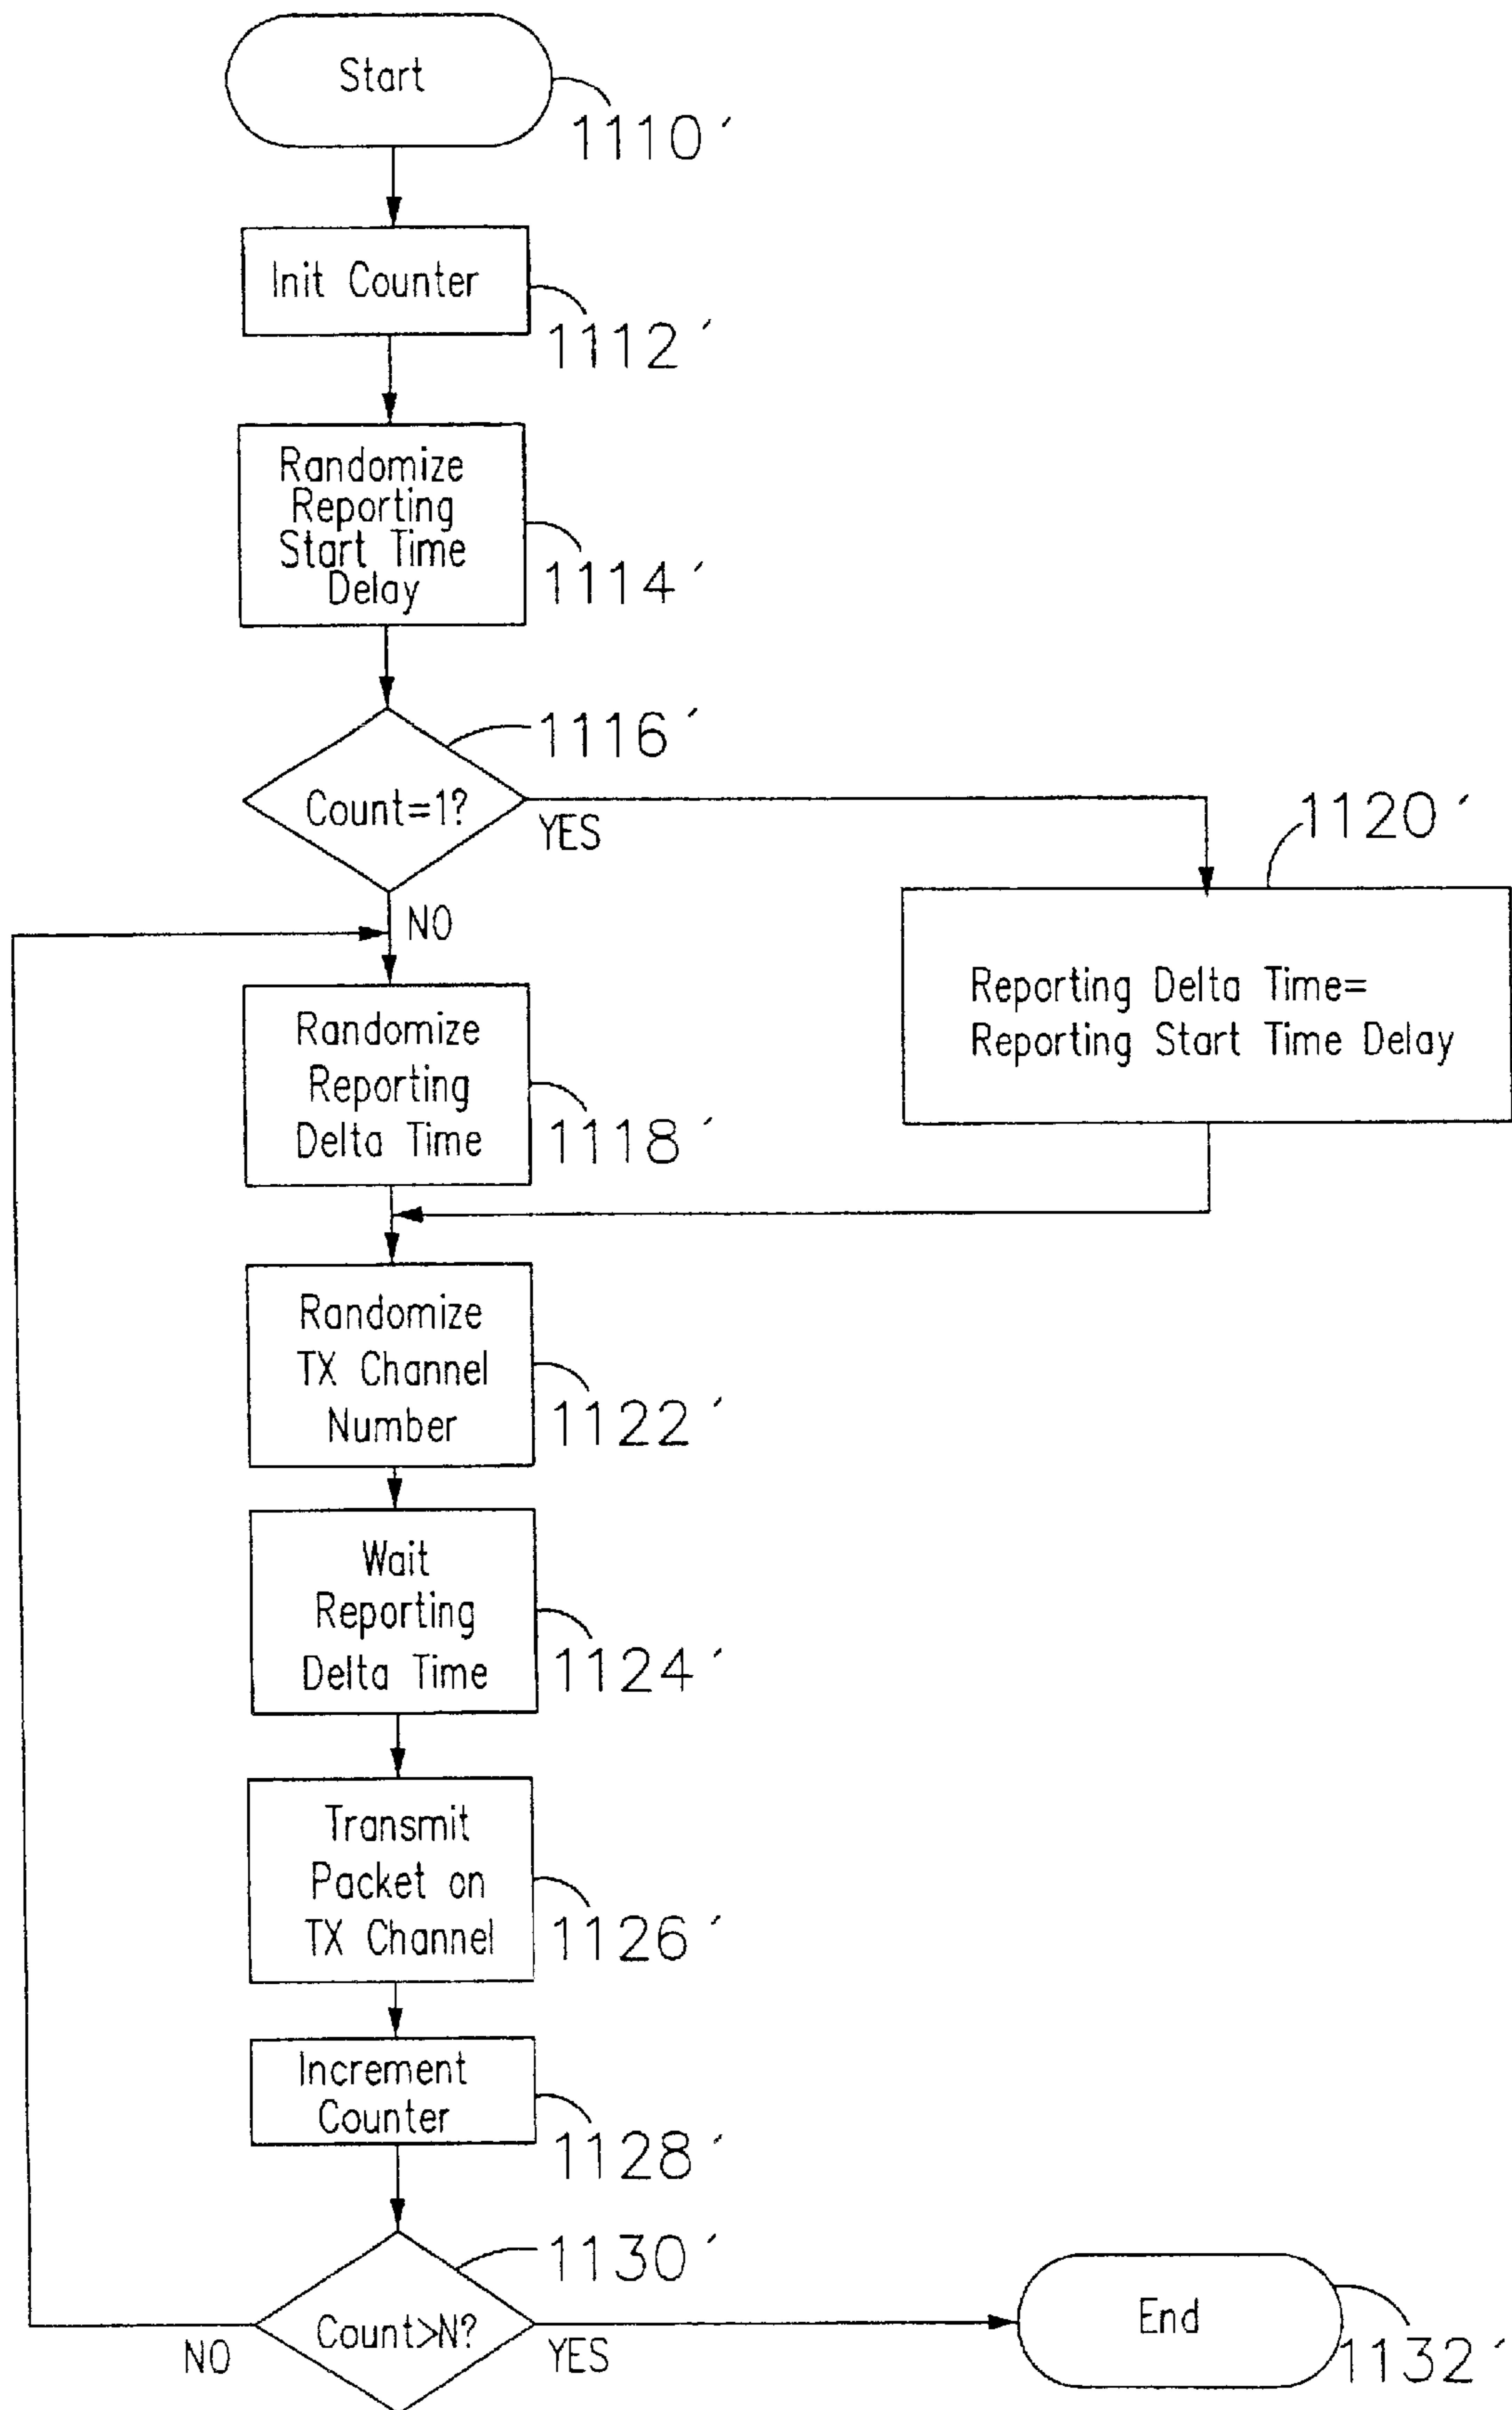 Start
1110′
Init Counter
1112′
Randomize
Reporting
Start Time
Delay
1114′
1116′
Count=1?
YES
NO
1120′
Reporting Delta Time=
Reporting Start Time Delay
Randomize
Reporting
Delta Time
1118′
Randomize
TX Channel
Number
1122′
Wait
Reporting
Delta Time
1124′
Transmit
Packet on
TX Channel
1126′
Increment
Counter
1128′
1130′
Count>N?
NO
YES
End
1132′